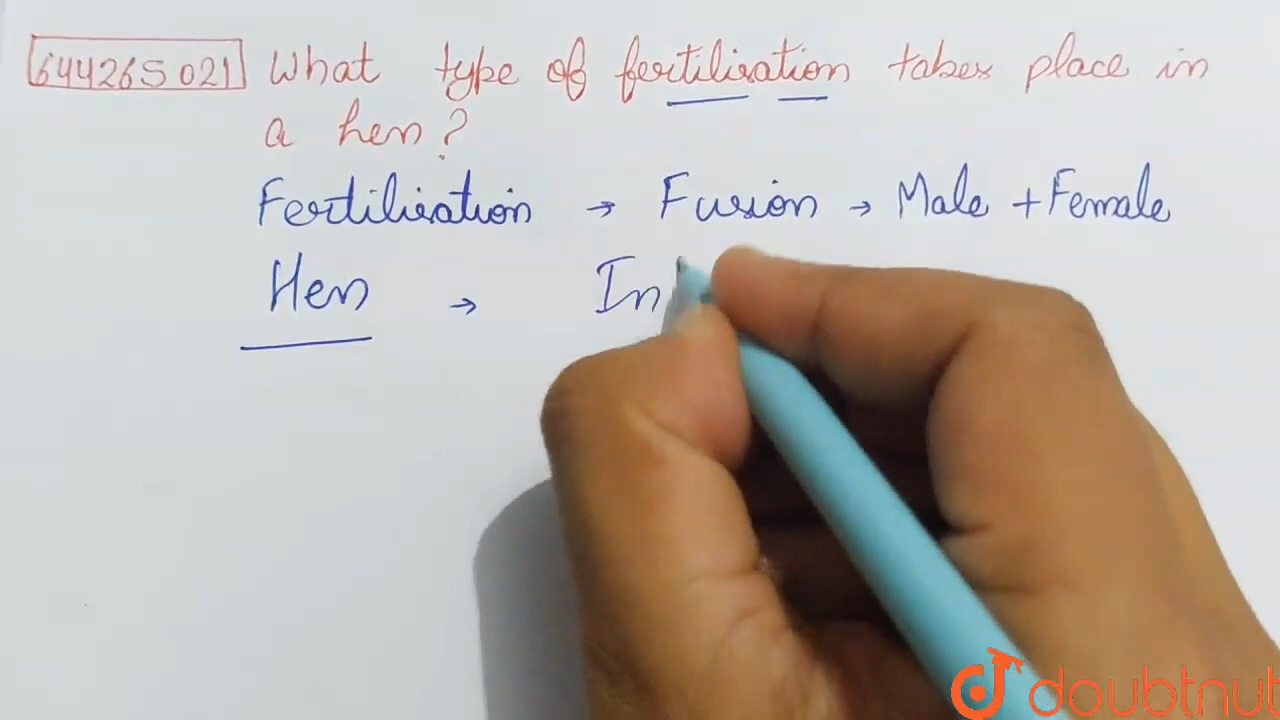 644265021 What type of fertilisation takes place in
a hen?
Fertilisation → Fusion → Male + Female
Hen → In
doubtnut